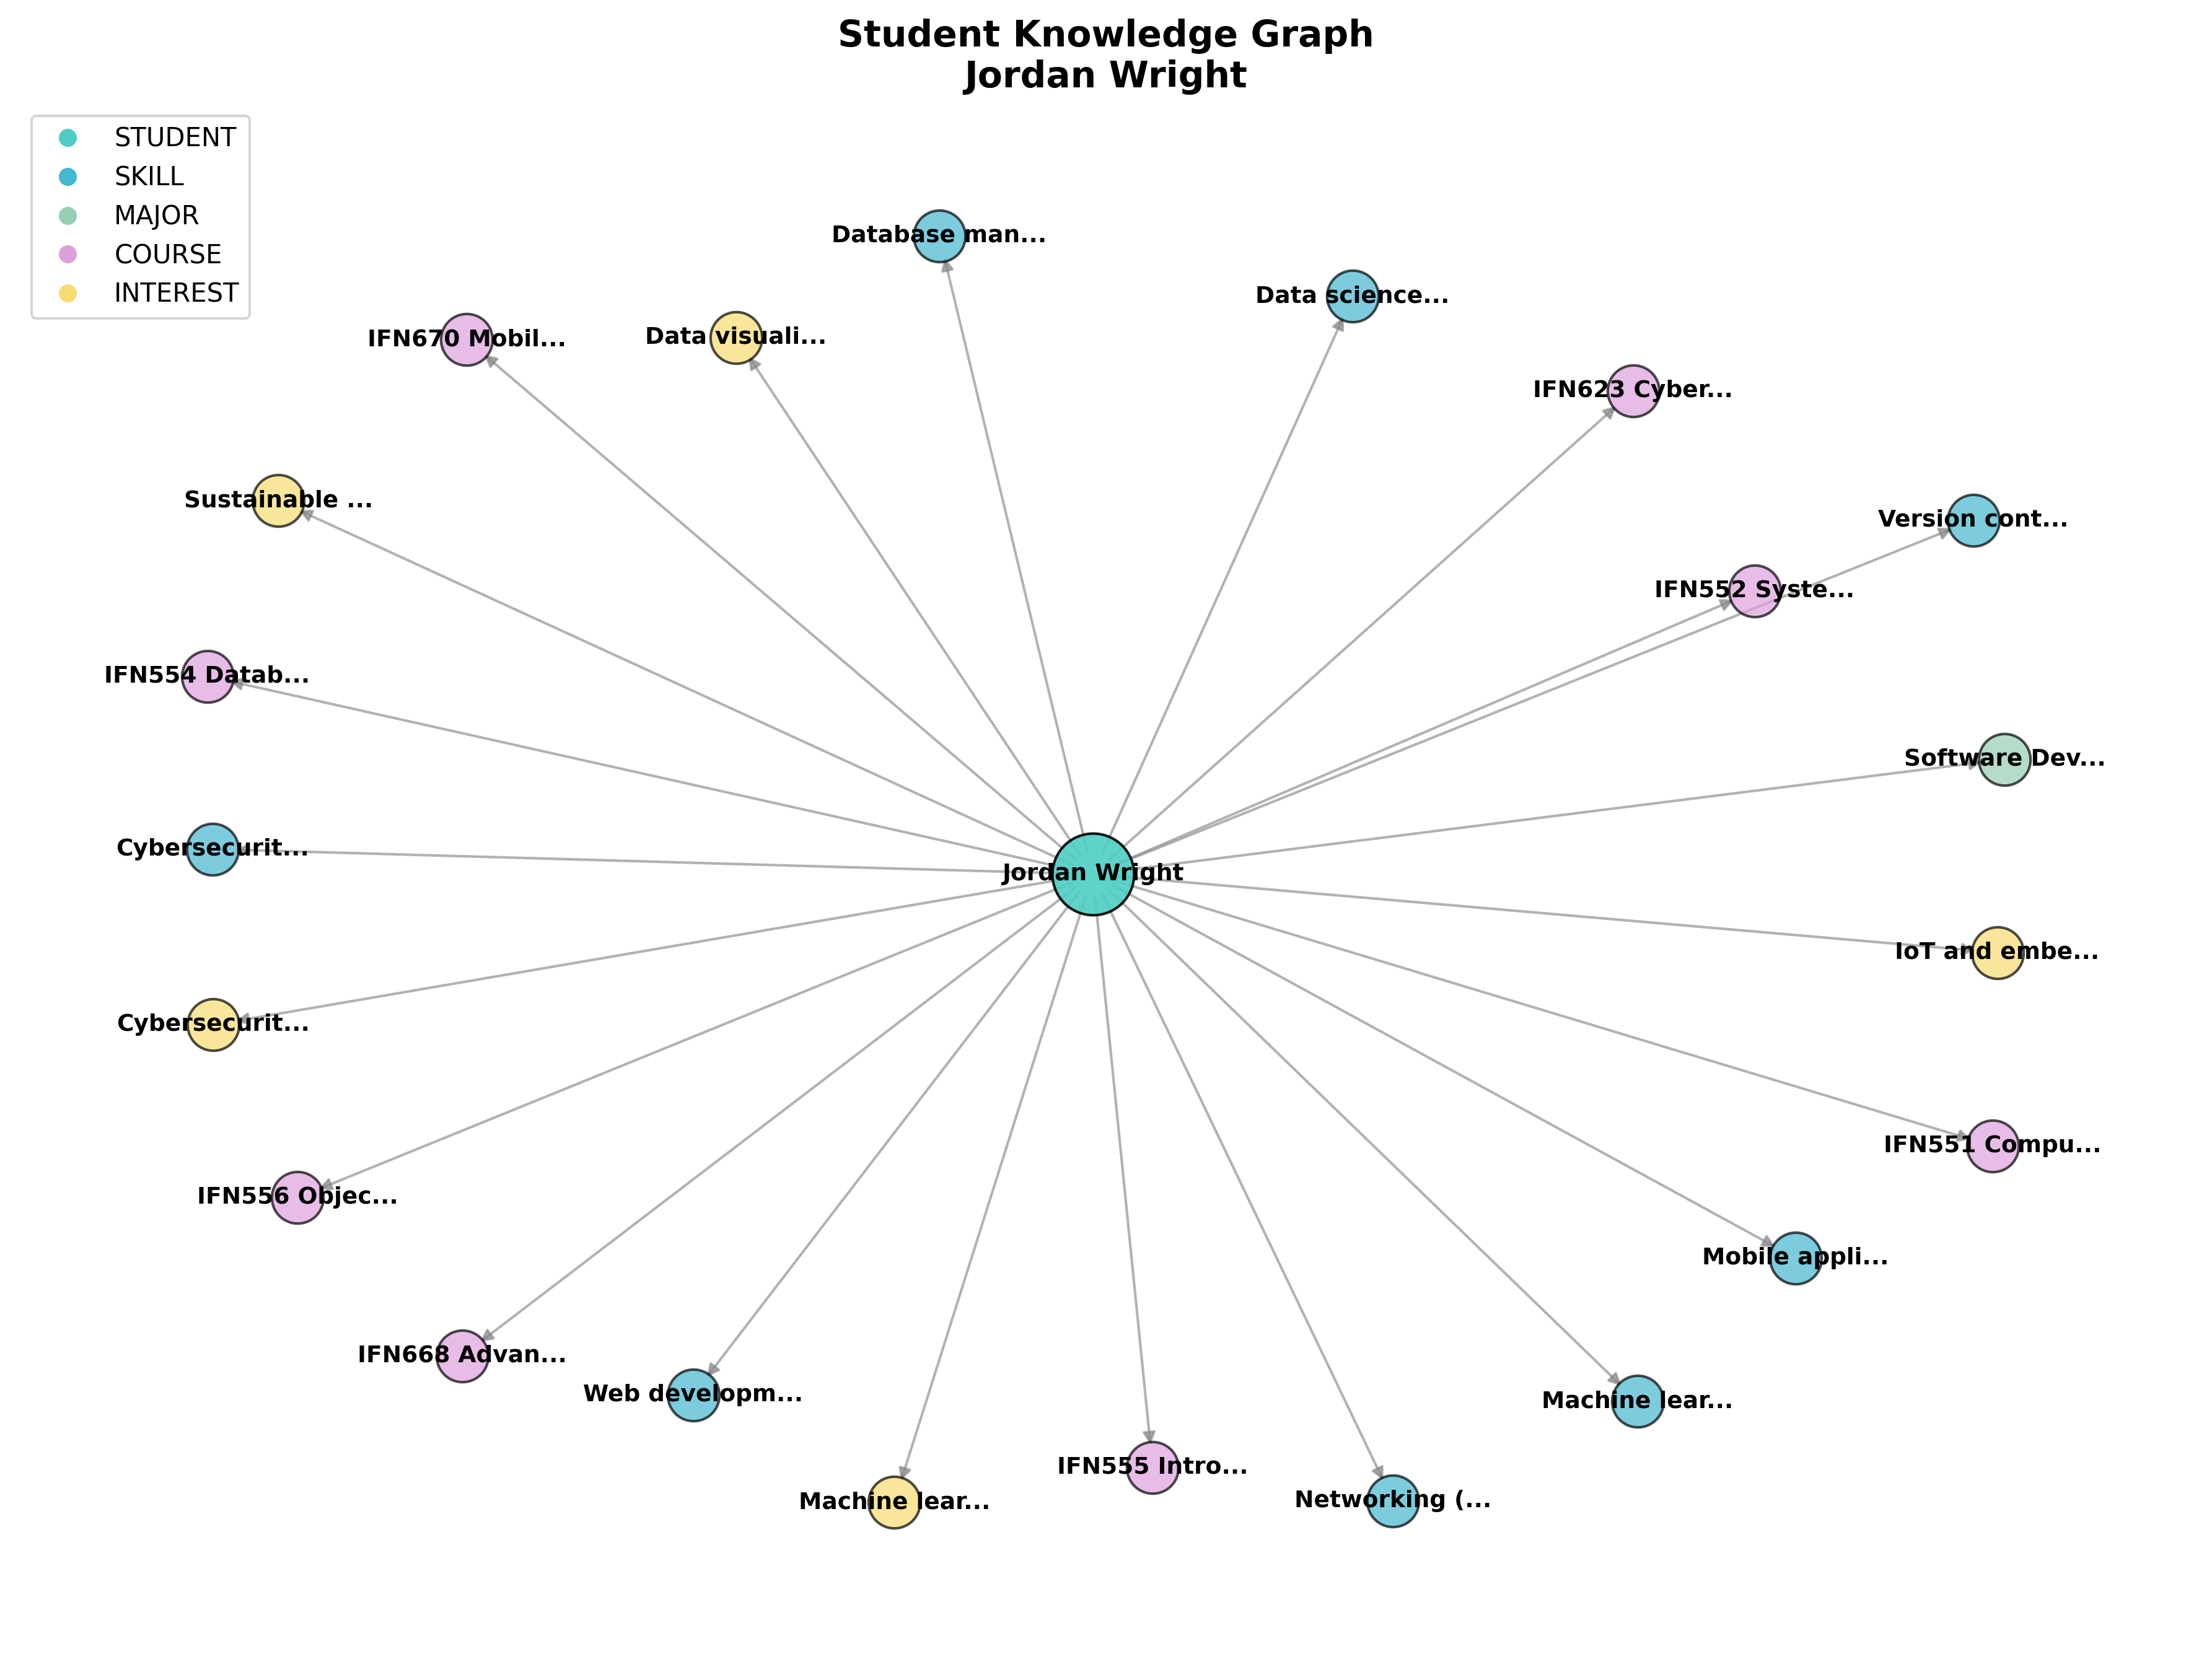 Student Knowledge Graph
Jordan Wright
STUDENT
SKILL
MAJOR
COURSE
INTEREST
Database man...
Data science...
IFN670 Mobil...
Data visuali...
IFN623 Cyber...
Sustainable ...
Version cont...
IFN552 Syste...
IFN554 Datab...
Software Dev...
Cybersecurit...
Jordan Wright
IoT and embe...
Cybersecurit...
IFN551 Compu...
IFN556 Objec...
Mobile appli...
IFN668 Advan...
Web developm...
Machine lear...
IFN555 Intro...
Networking (...
Machine lear...